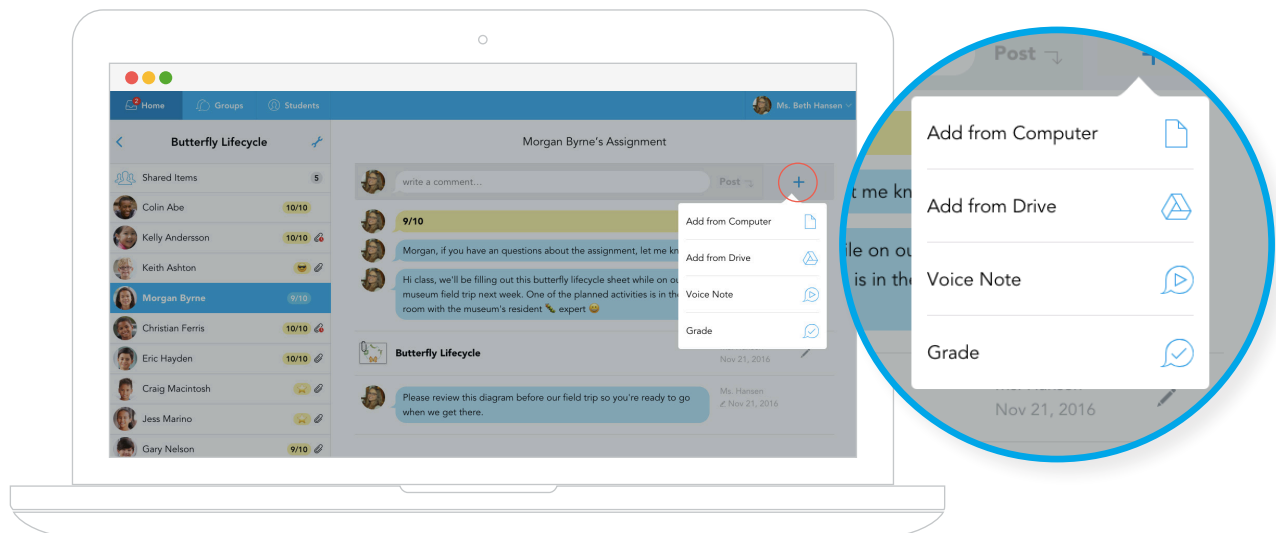 2
Home
Groups
Students
Ms. Beth Hansen
Butterfly Lifecycle
Shared Items
5
Colin Abe
10/10
Kelly Andersson
10/10
Keith Ashton
Morgan Byrne
9/10
Christian Ferris
10/10
Eric Hayden
10/10
Craig Macintosh
Jess Marino
Gary Nelson
9/10
Morgan Byrne's Assignment
write a comment...
Post
+
9/10
Morgan, if you have an questions about the assignment, let me kn
Hi class, we'll be filling out this butterfly lifecycle sheet while on ou
museum field trip next week. One of the planned activities is in the
room with the museum's resident 🐛 expert 😀
Butterfly Lifecycle
Nov 21, 2016
Please review this diagram before our field trip so you're ready to go
when we get there.
Ms. Hansen
Nov 21, 2016
Add from Computer
Add from Drive
Voice Note
Grade
Post
+
t me kn
ile on ou
is in the
Add from Computer
Add from Drive
Voice Note
Grade
Nov 21, 2016